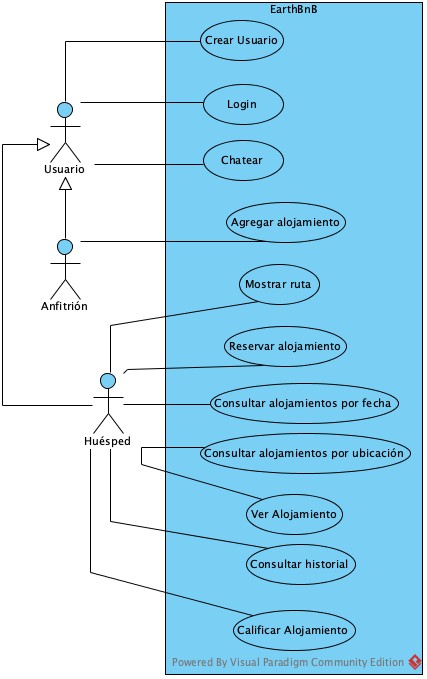 EarthBnB
Crear Usuario
Login
Usuario
Chatear
Agregar alojamiento
Anfitrión
Mostrar ruta
Reservar alojamiento
Consultar alojamientos por fecha
Huésped
Consultar alojamientos por ubicación
Ver Alojamiento
Consultar historial
Calificar Alojamiento
Powered By Visual Paradigm Community Edition